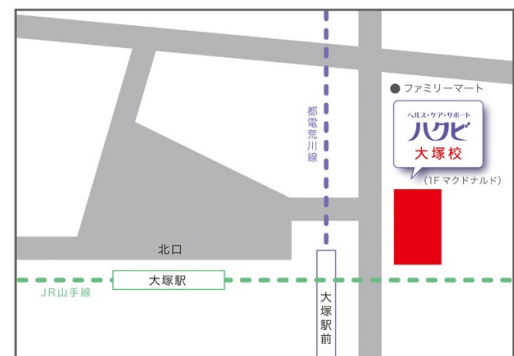 ファミリーマート
ヘルス・ケア・サポート
ハクビ
大塚校
(1F マクドナルド)
都電荒川線
北口
大塚駅
JR山手線
大塚駅前